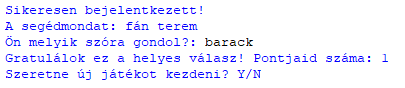 Sikeresen bejelentkezett!
A segédmondat: fán terem
Ön melyik szóra gondol?: barack
Gratulálok ez a helyes válasz! Pontjaid száma: 1
Szeretne új játékot kezdeni? Y/N